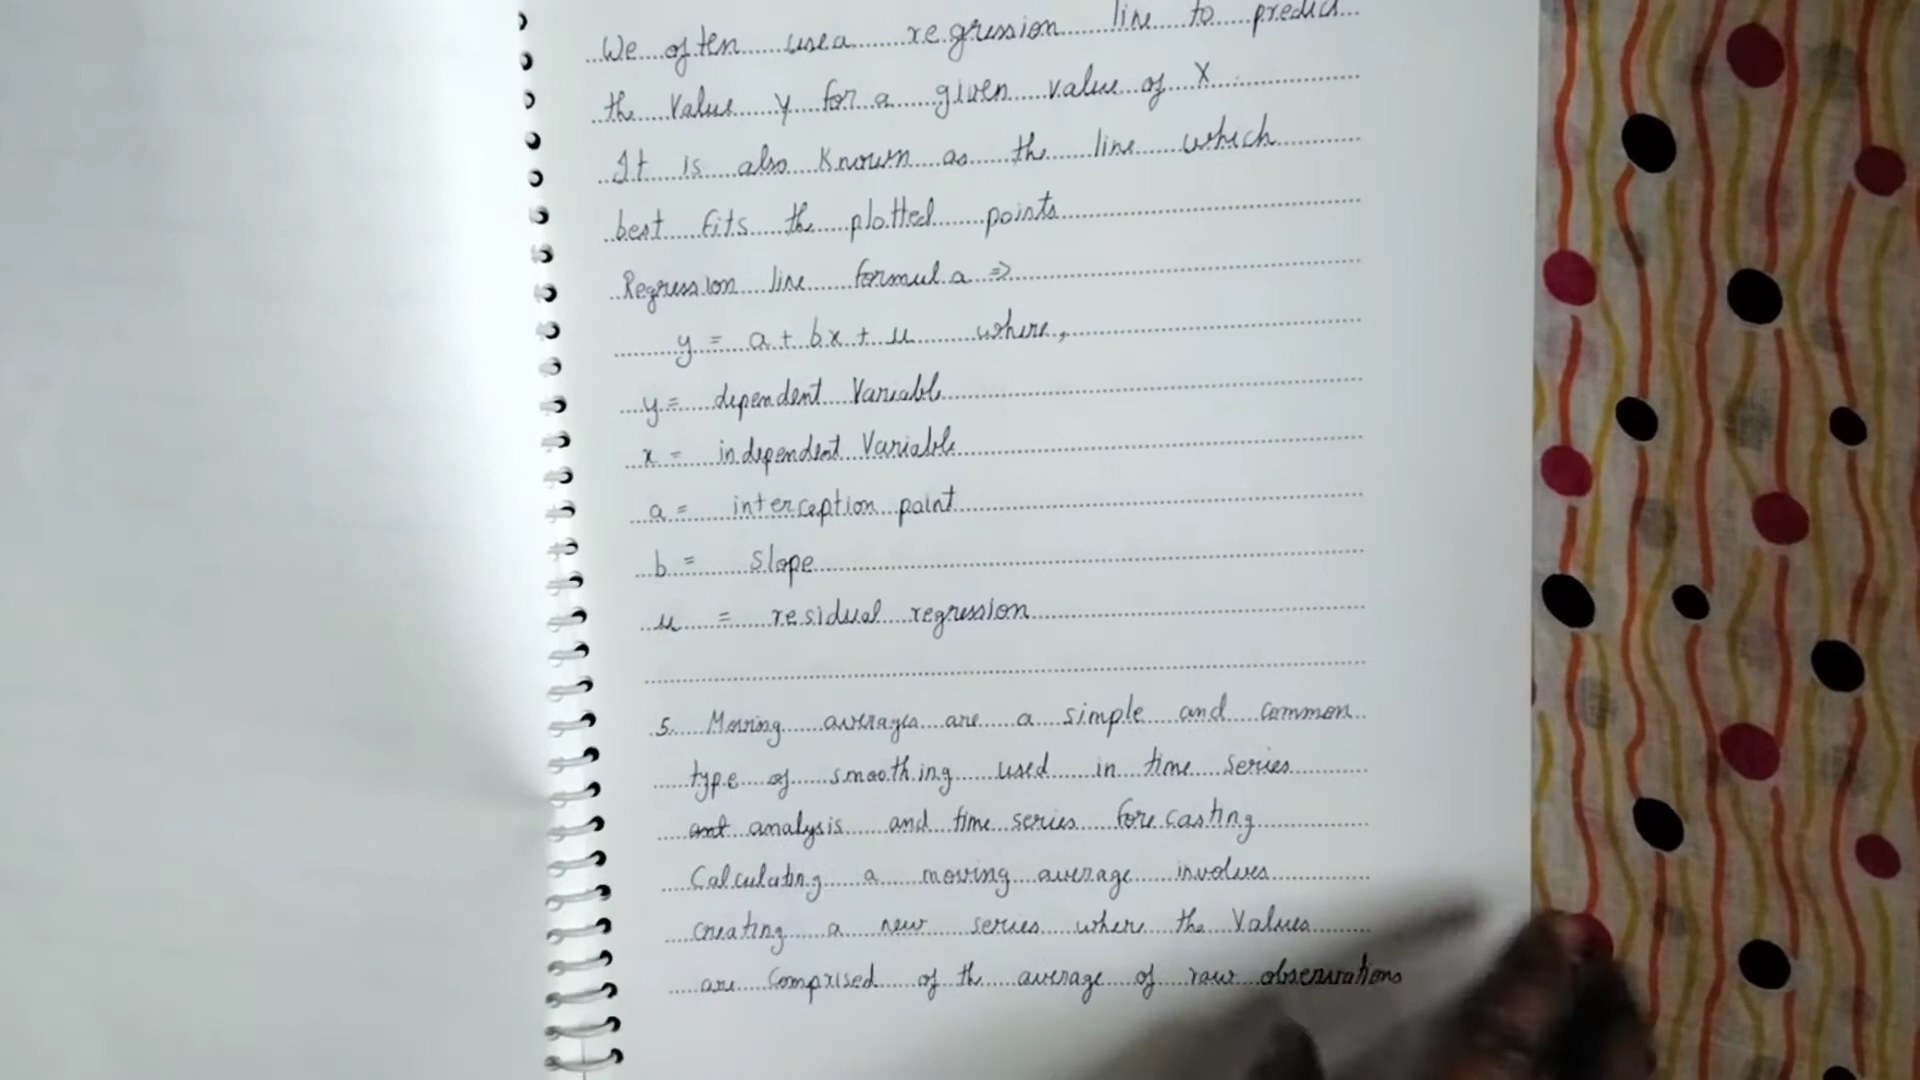 We often use a regression line to predict
the Value y for a given value of X
It is also Known as the line which
best fits the plotted points
Regression line formula ⇒
y = a + bx + u where,
y = dependent Variable
x = independent Variable
a = interception point
b = Slope
u = residual regression
5. Moving averages are a simple and common
type of smoothing used in time series
ant analysis and time series forecasting
Calculating a moving average involves
creating a new series where the Values
are Comprised of the average of raw observations